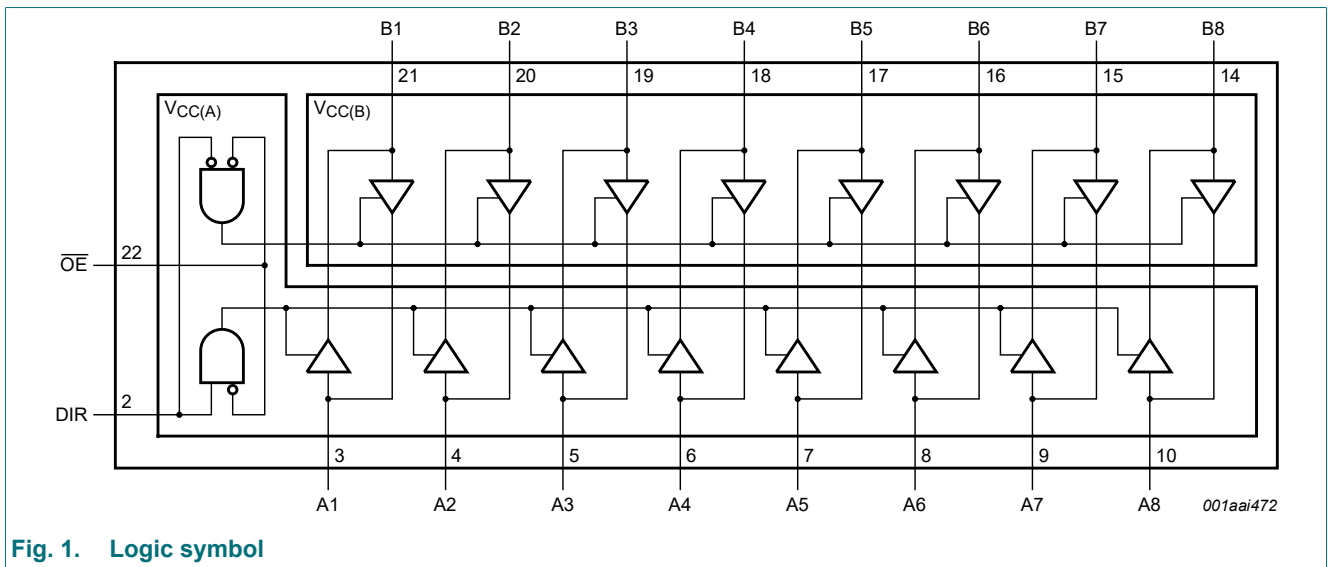 B1 B2 B3 B4 B5 B6 B7 B8
21 20 19 18 17 16 15 14
VCC(A) VCC(B)
OE 22
DIR 2
3 4 5 6 7 8 9 10
A1 A2 A3 A4 A5 A6 A7 A8 001aai472
Fig. 1. Logic symbol